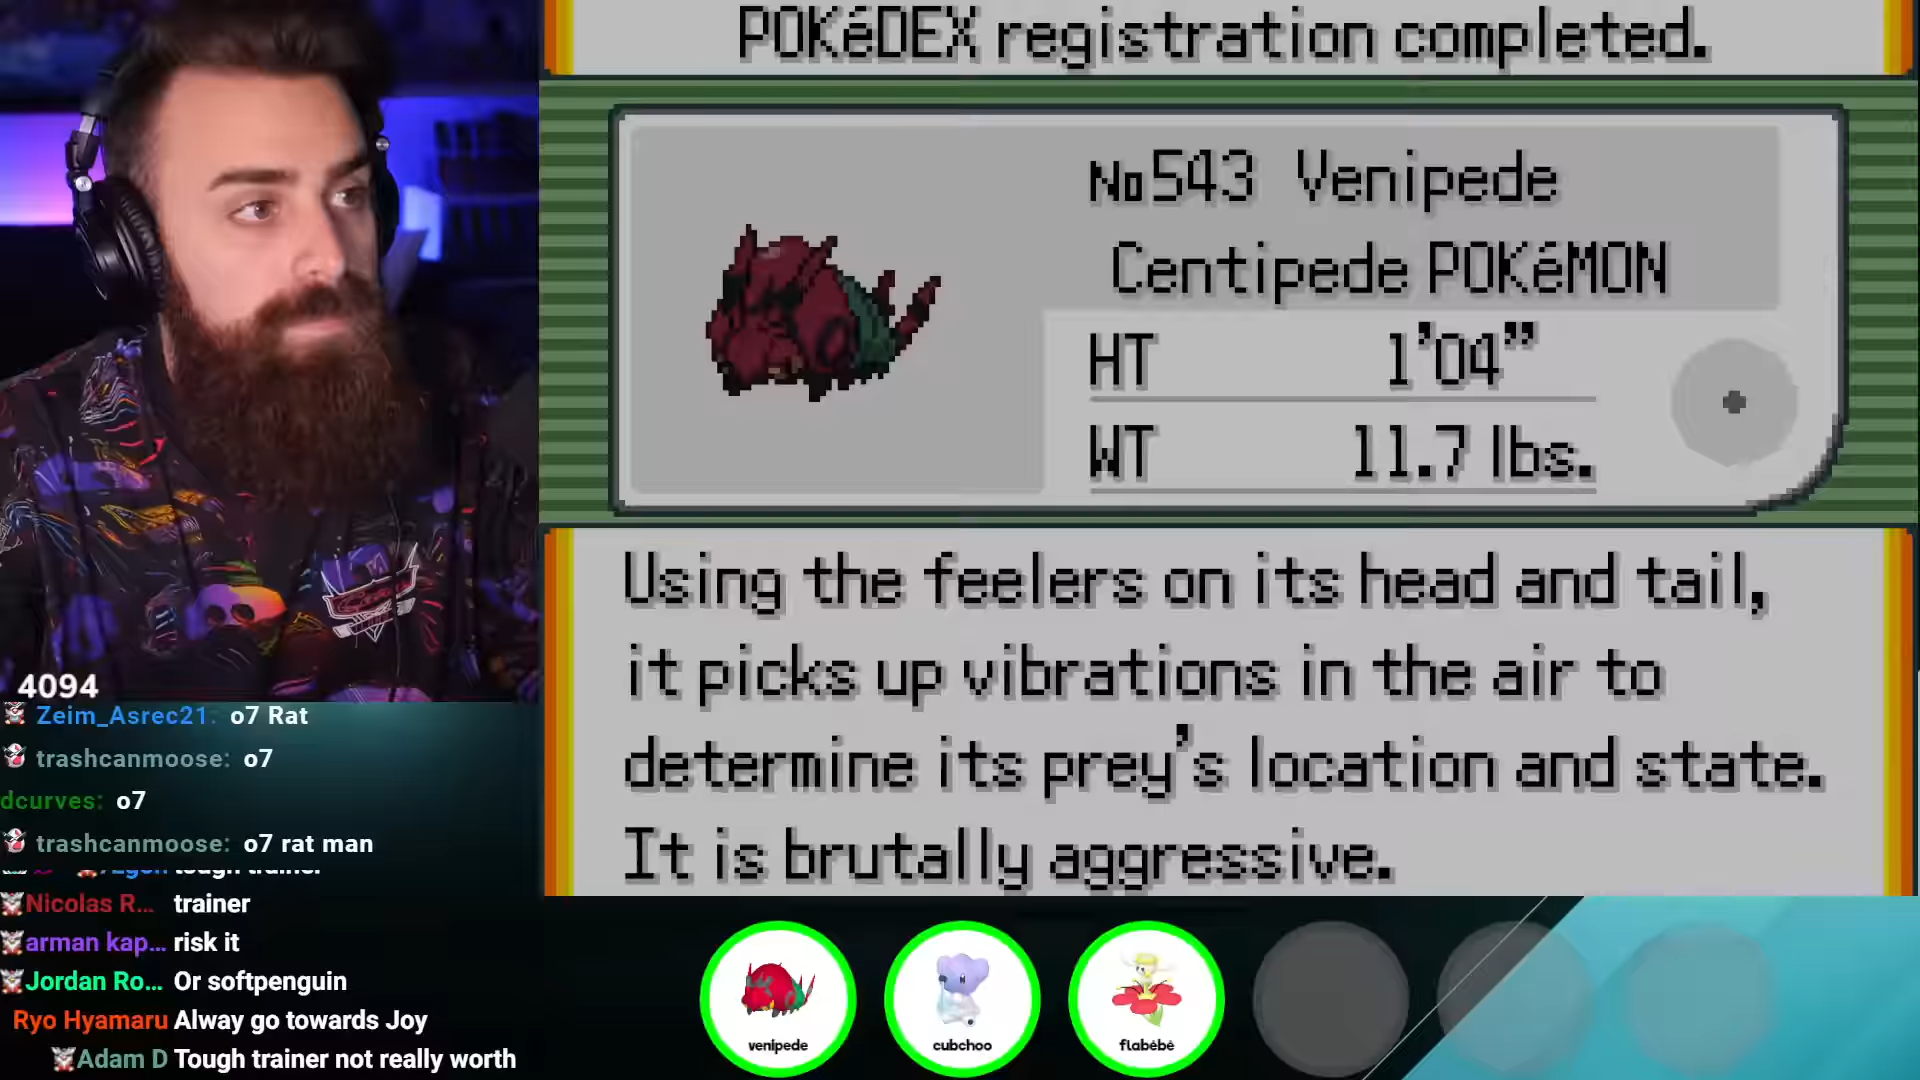 POKéDEX registration completed.
No543 Venipede
Centipede POKéMON
HT 1'04"
WT 11.7 lbs.
Using the feelers on its head and tail,
it picks up vibrations in the air to
determine its prey's location and state.
It is brutally aggressive.
4094
Zeim_Asrec21: o7 Rat
trashcanmoose: o7
dcurves: o7
trashcanmoose: o7 rat man
tough trainer
Nicolas R... trainer
arman kap... risk it
Jordan Ro... Or softpenguin
Ryo Hyamaru Alway go towards Joy
Adam D Tough trainer not really worth
venipede
cubchoo
flabébé